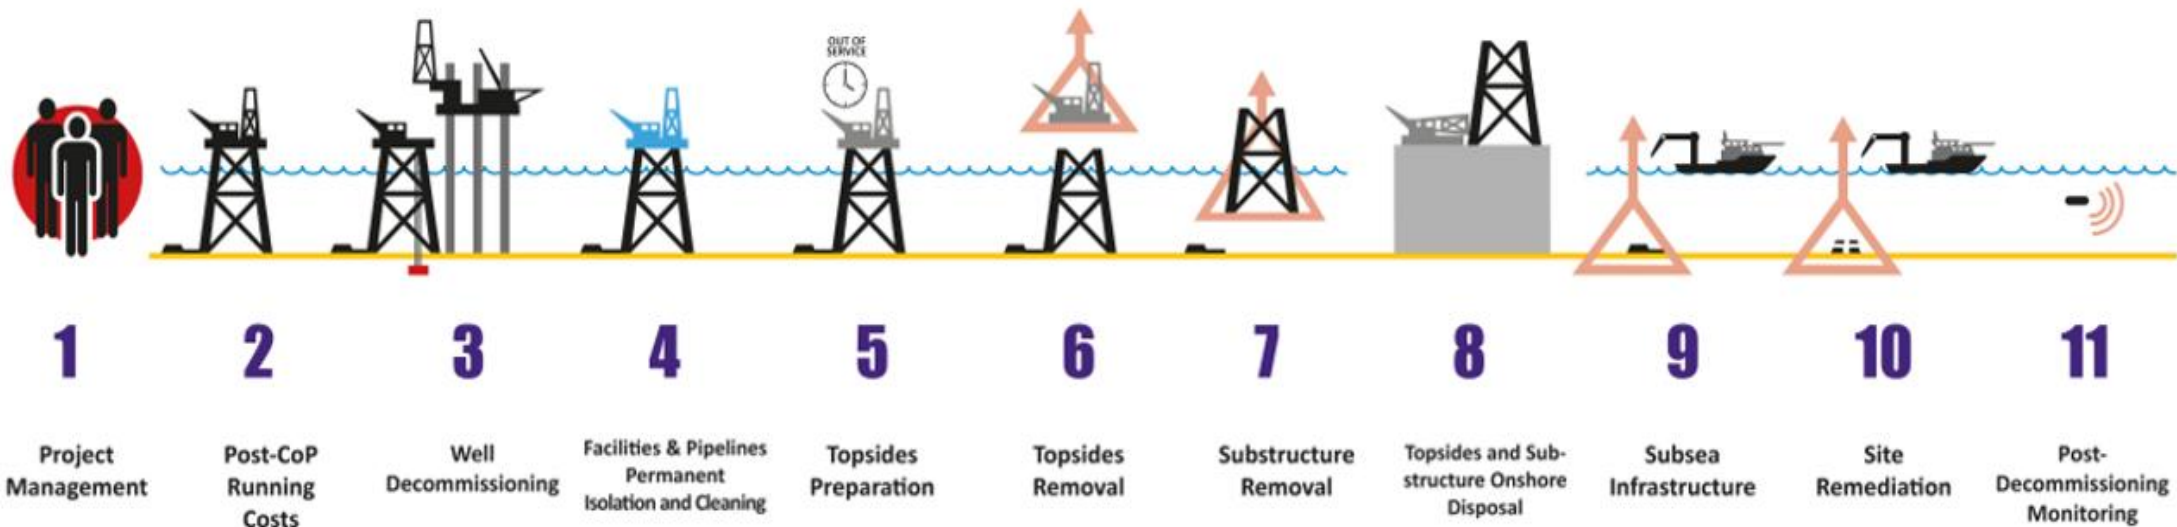 OUT OF
SERVICE
1
2
3
4
5
6
7
8
9
10
11
Project
Management
Post-CoP
Running
Costs
Well
Decommissioning
Facilities & Pipelines
Permanent
Isolation and Cleaning
Topsides
Preparation
Topsides
Removal
Substructure
Removal
Topsides and Sub-
structure Onshore
Disposal
Subsea
Infrastructure
Site
Remediation
Post-
Decommissioning
Monitoring